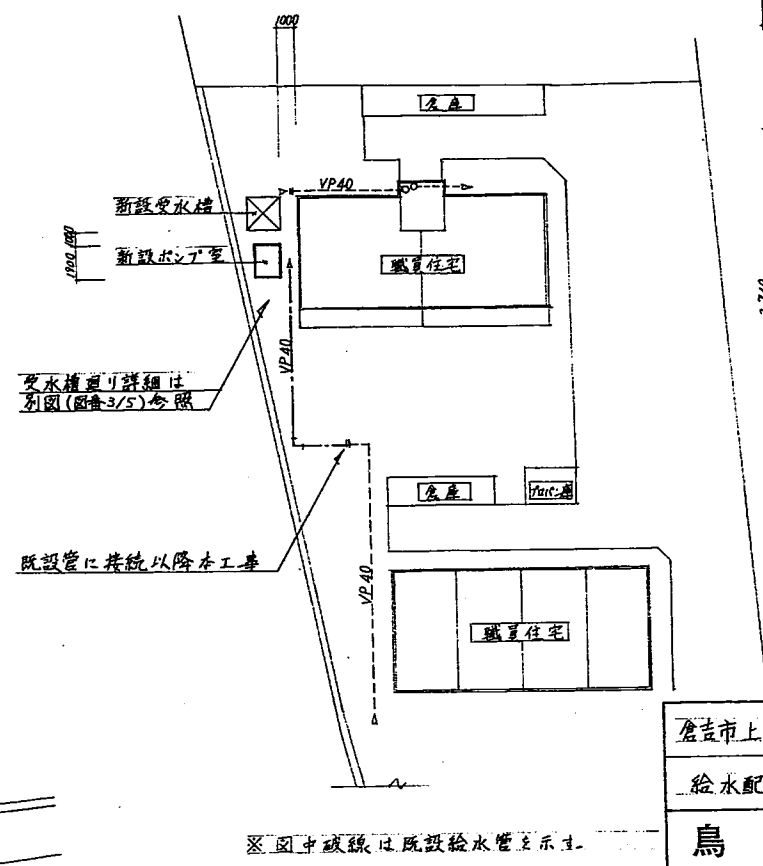 1000
倉庫
VP40
新設受水槽
新設ポンプ室
1900 1000
職員住宅
VP40
受水槽廻り詳細は
別図(図番3/5)参照
倉庫
プロパン庫
既設管に接続以降本工事
VP40
職員住宅
倉吉市上
給水配
鳥
※図中破線は既設給水管を示す。